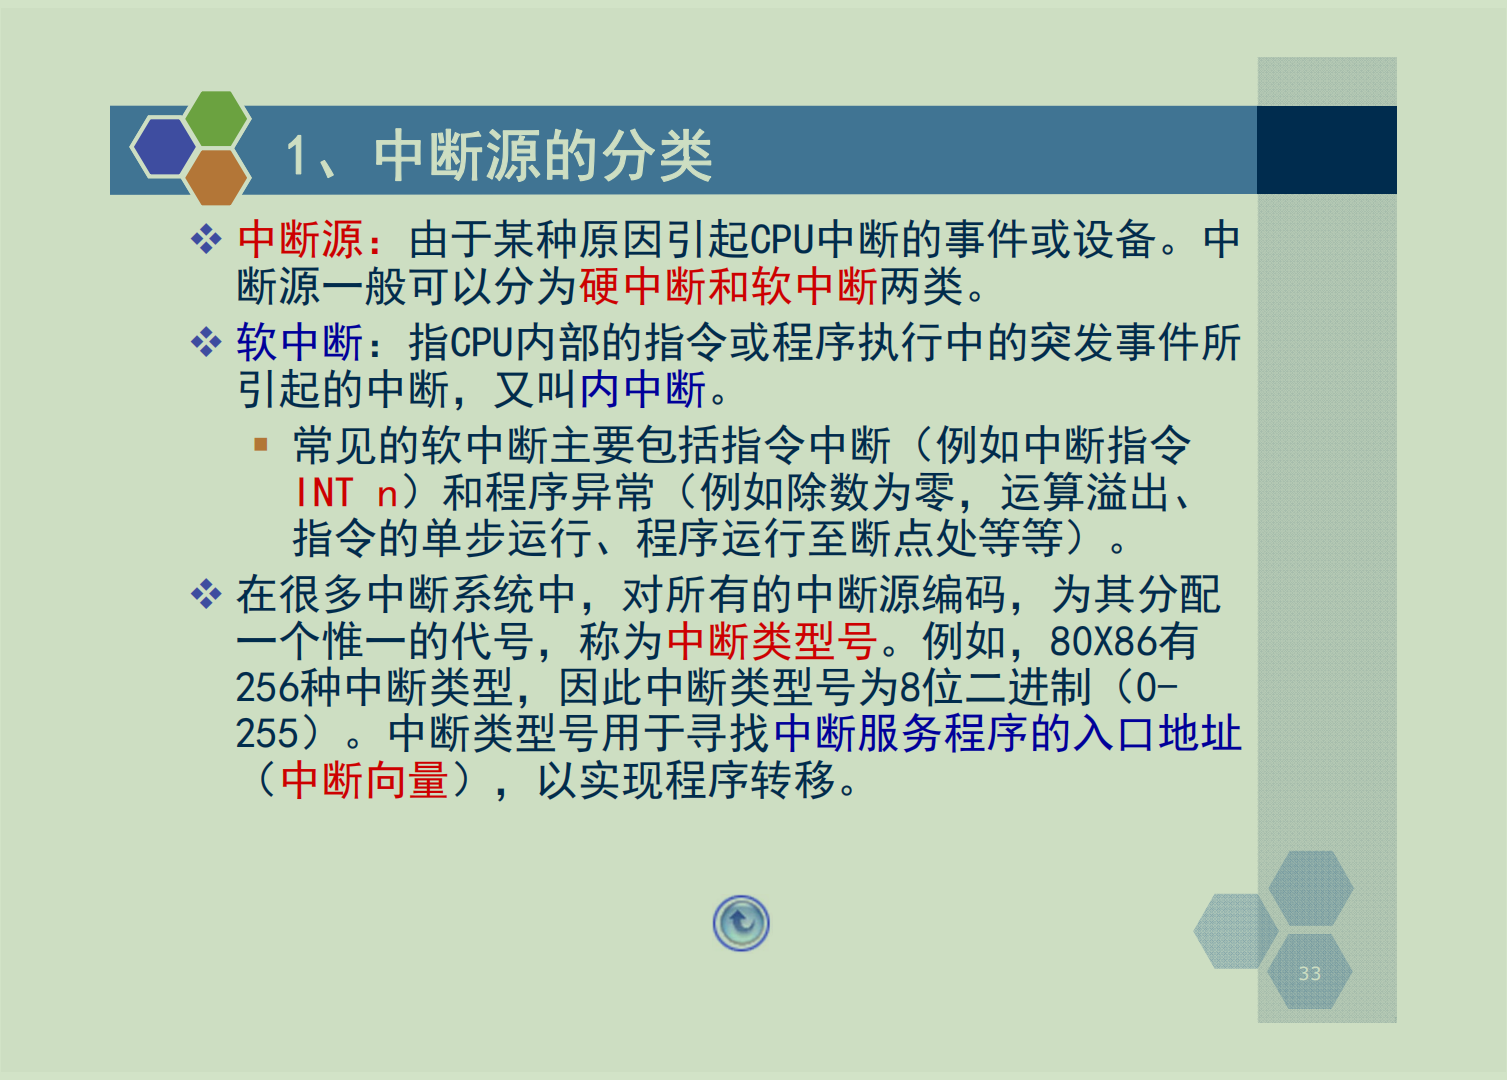 1、中断源的分类
中断源：由于某种原因引起CPU中断的事件或设备。中
断源一般可以分为硬中断和软中断两类。
软中断：指CPU内部的指令或程序执行中的突发事件所
引起的中断，又叫内中断。
常见的软中断主要包括指令中断（例如中断指令
INT n）和程序异常（例如除数为零，运算溢出、
指令的单步运行、程序运行至断点处等等）。
在很多中断系统中，对所有的中断源编码，为其分配
一个惟一的代号，称为中断类型号。例如，80X86有
256种中断类型，因此中断类型号为8位二进制（0-
255）。中断类型号用于寻找中断服务程序的入口地址
（中断向量），以实现程序转移。
33